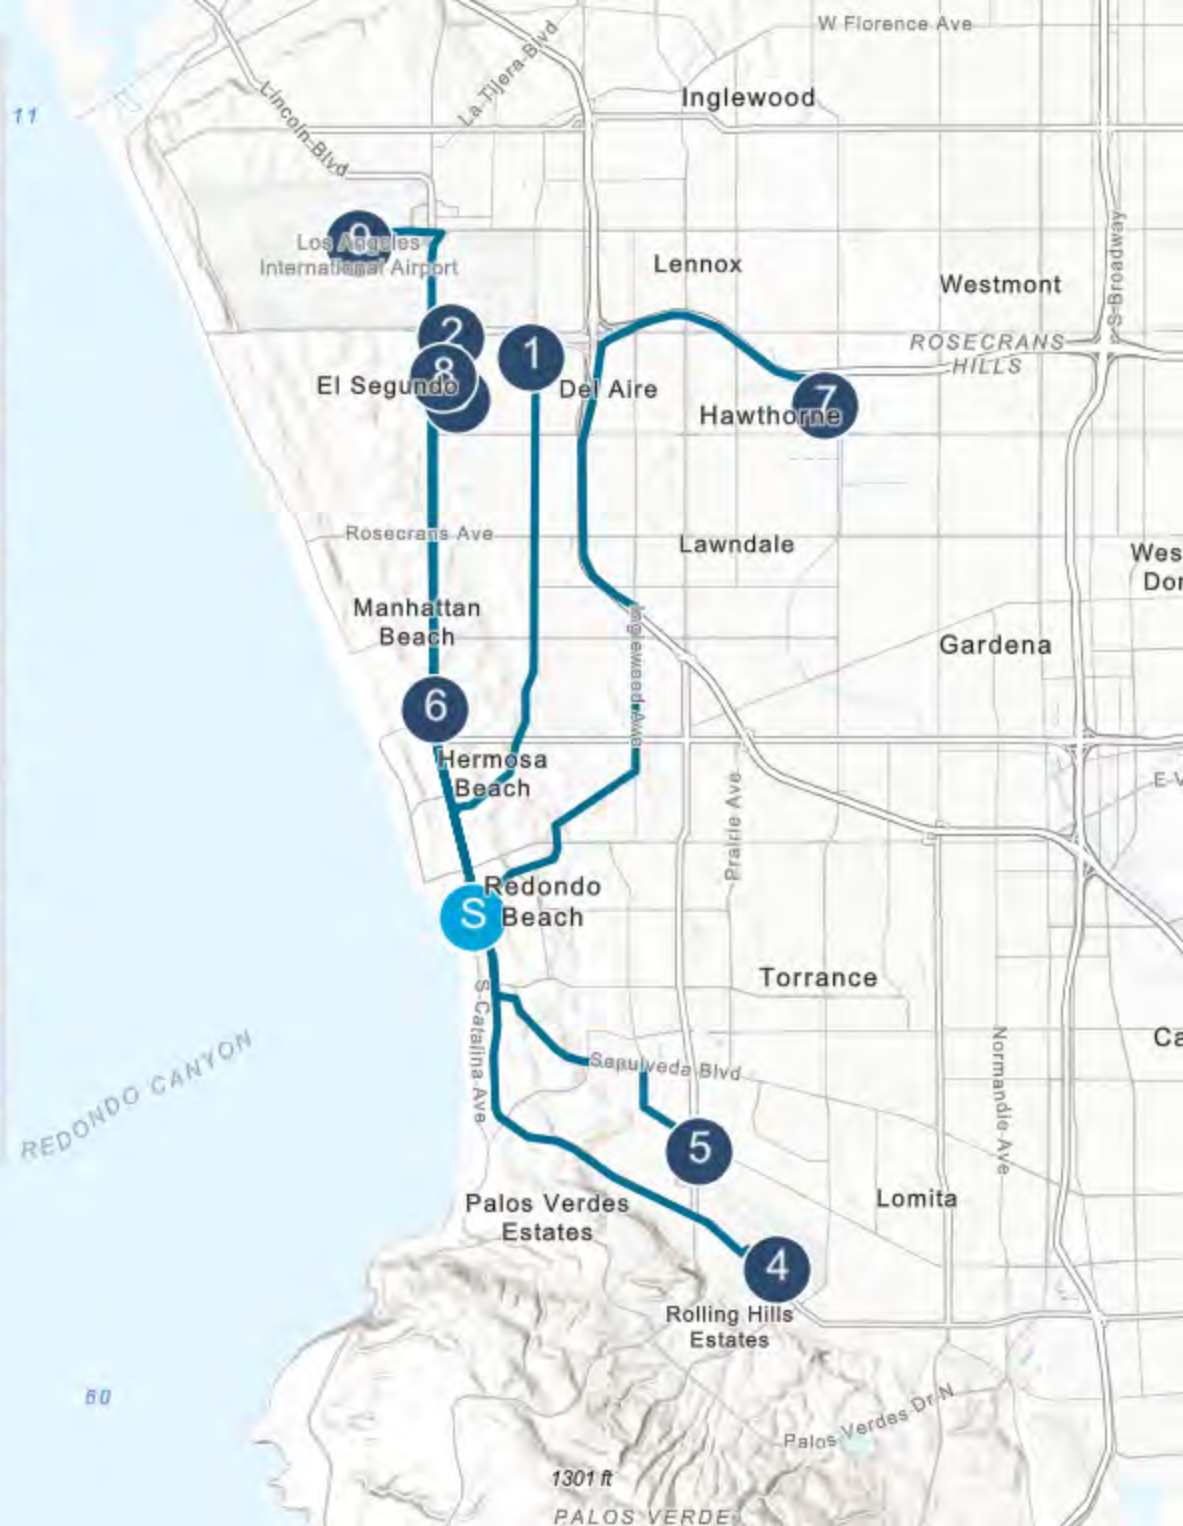 W Florence Ave
La Tijera Blvd
Inglewood
11
Lincoln Blvd
9
Los Angeles
International Airport
Lennox
Westmont
S Broadway
2
1
8
ROSECRANS
HILLS
El Segundo
Del Aire
7
Hawthorne
Rosecrans Ave
Lawndale
Wes
Dor
Manhattan
Beach
Inglewood Ave
Gardena
6
Hermosa
Beach
E V
Prairie Ave
Redondo
Beach
S
Torrance
S Catalina Ave
Normandie Ave
Ca
REDONDO CANYON
Sepulveda Blvd
5
Palos Verdes
Estates
Lomita
4
Rolling Hills
Estates
60
Palos Verdes Dr N
1301 ft
PALOS VERDE